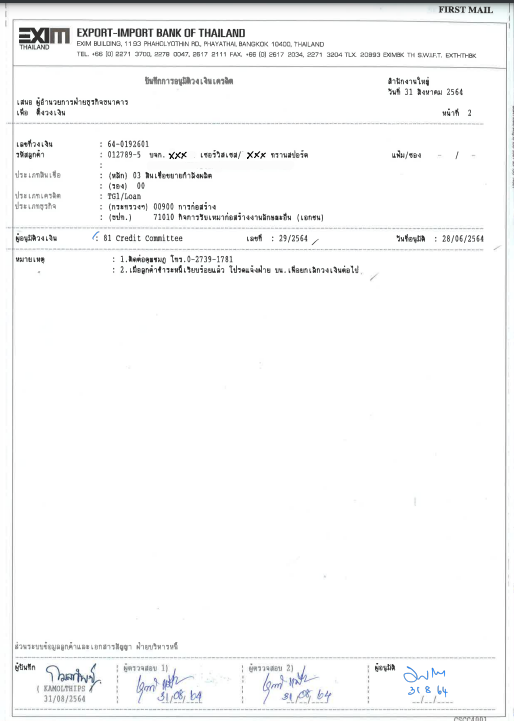 FIRST MAIL
EXIM THAILAND
EXPORT-IMPORT BANK OF THAILAND
EXIM BUILDING, 1193 PHAHOLYOTHIN RD, PHAYATHAI, BANGKOK 10400, THAILAND
TEL. +66 (0) 2271 3700, 2278 0047, 2617 2111 FAX. +66 (0) 2617 2034, 2271 3204 TLX. 20893 EXIMBK TH S.W.I.F.T. EXTHTHBK
บันทึกการอนุมัติวงเงินเครดิต สำนักงานใหญ่
วันที่ 31 สิงหาคม 2564
เสนอ ผู้อำนวยการฝ่ายธุรกิจธนาคาร
เพื่อ ตั้งวงเงิน หน้าที่ 2
เลขที่วงเงิน : 64-0192601
รหัสลูกค้า : 012789-5 บจก. xxx เซอร์วิสเซส/ xxx ทรานสปอร์ต แฟ้ม/ซอง - / -
:
ประเภทสินเชื่อ : (หลัก) 03 สินเชื่อขยายกำลังผลิต
: (รอง) 00
ประเภทเครดิต : TG1/Loan
ประเภทธุรกิจ : (กระทรวงฯ) 00900 การก่อสร้าง
: (ธปท.) 71010 กิจการรับเหมาก่อสร้างงานลักษณะอื่น (เอกชน)
ผู้อนุมัติวงเงิน : 81 Credit Committee เลขที่ : 29/2564 วันที่อนุมัติ : 28/06/2564
หมายเหตุ : 1.ติดต่อคุณชมภู โทร.0-2739-1781
: 2.เมื่อลูกค้าชำระหนี้เรียบร้อยแล้ว โปรดแจ้งฝ่าย บน. เพื่อยกเลิกวงเงินต่อไป
ส่วนระบบข้อมูลลูกค้าและเอกสารสัญญา ฝ่ายบริหารหนี้
ผู้บันทึก ผู้ตรวจสอบ 1) ผู้ตรวจสอบ 2) ผู้อนุมัติ
( KAMOLTHIPS )
31/08/2564 31/08/64 31/08/64 31 8 64